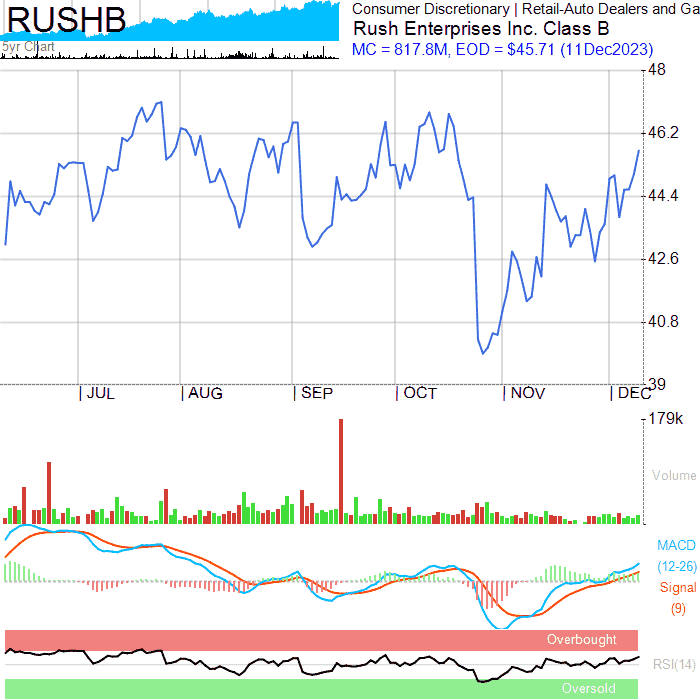 RUSHB
5yr Chart
Consumer Discretionary | Retail-Auto Dealers and Ga
Rush Enterprises Inc. Class B
MC = 817.8M, EOD = $45.71 (11Dec2023)
48
46.2
44.4
42.6
40.8
39
JUL AUG SEP OCT NOV DEC
179k
Volume
MACD
(12-26)
Signal
(9)
Overbought
RSI(14)
Oversold